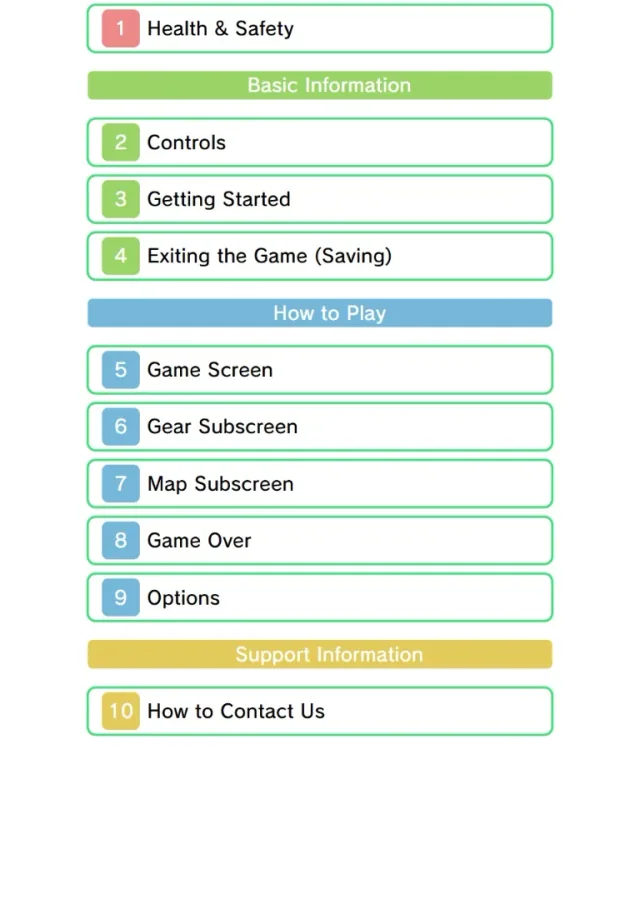 1 Health & Safety
Basic Information
2 Controls
3 Getting Started
4 Exiting the Game (Saving)
How to Play
5 Game Screen
6 Gear Subscreen
7 Map Subscreen
8 Game Over
9 Options
Support Information
10 How to Contact Us